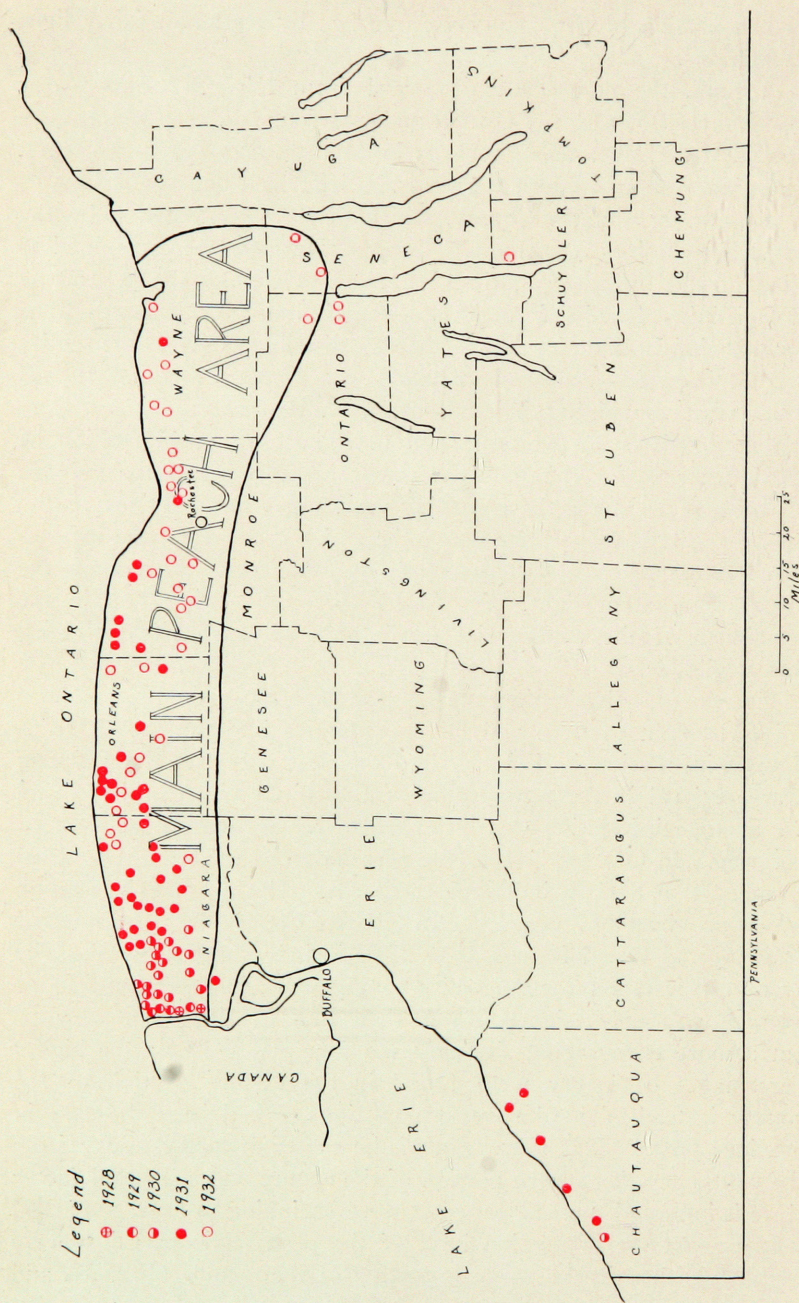 LAKE ONTARIO
MAIN PEACH AREA
NIAGARA
ORLEANS
MONROE
Rochester
WAYNE
CAYUGA
SENECA
ONTARIO
YATES
TOMPKINS
SCHUYLER
CHEMUNG
STEUBEN
LIVINGSTON
GENESEE
WYOMING
ALLEGANY
ERIE
CATTARAUGUS
CHAUTAUQUA
BUFFALO
CANADA
LAKE ERIE
PENNSYLVANIA
Legend
1928
1929
1930
1931
1932
0 5 10 15 20 25
Miles